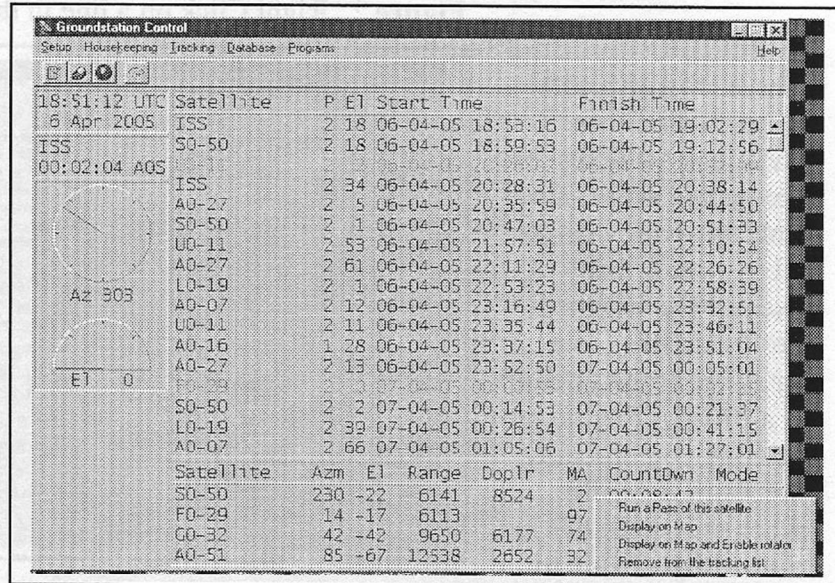 Groundstation Control
Setup Housekeeping Tracking Database Programs Help
18:51:12 UTC
6 Apr 2005
ISS
00:02:04 AOS
Az 303
El 0
Satellite P El Start Time Finish Time
ISS 2 18 06-04-05 18:53:16 06-04-05 19:02:29
SO-50 2 18 06-04-05 18:59:53 06-04-05 19:12:56
ISS 2 34 06-04-05 20:28:31 06-04-05 20:38:14
AO-27 2 5 06-04-05 20:35:59 06-04-05 20:44:50
SO-50 2 1 06-04-05 20:47:03 06-04-05 20:51:33
UO-11 2 53 06-04-05 21:57:51 06-04-05 22:10:54
AO-27 2 61 06-04-05 22:11:29 06-04-05 22:26:26
LO-19 2 1 06-04-05 22:53:23 06-04-05 22:58:39
AO-07 2 12 06-04-05 23:16:49 06-04-05 23:32:51
UO-11 2 11 06-04-05 23:35:44 06-04-05 23:46:11
AO-16 1 28 06-04-05 23:37:15 06-04-05 23:51:04
AO-27 2 13 06-04-05 23:52:50 07-04-05 00:05:01
SO-50 2 2 07-04-05 00:14:53 07-04-05 00:21:37
LO-19 2 39 07-04-05 00:26:54 07-04-05 00:41:15
AO-07 2 66 07-04-05 01:05:06 07-04-05 01:27:01
Satellite Azm El Range Doplr MA CountDwn Mode
SO-50 230 -22 6141 8524 2
FO-29 14 -17 6113 97
GO-32 42 -42 9650 6177 74
AO-51 85 -67 12538 2652 32
Run a Pass of this satellite
Display on Map
Display on Map and Enable rotator
Remove from the tracking list